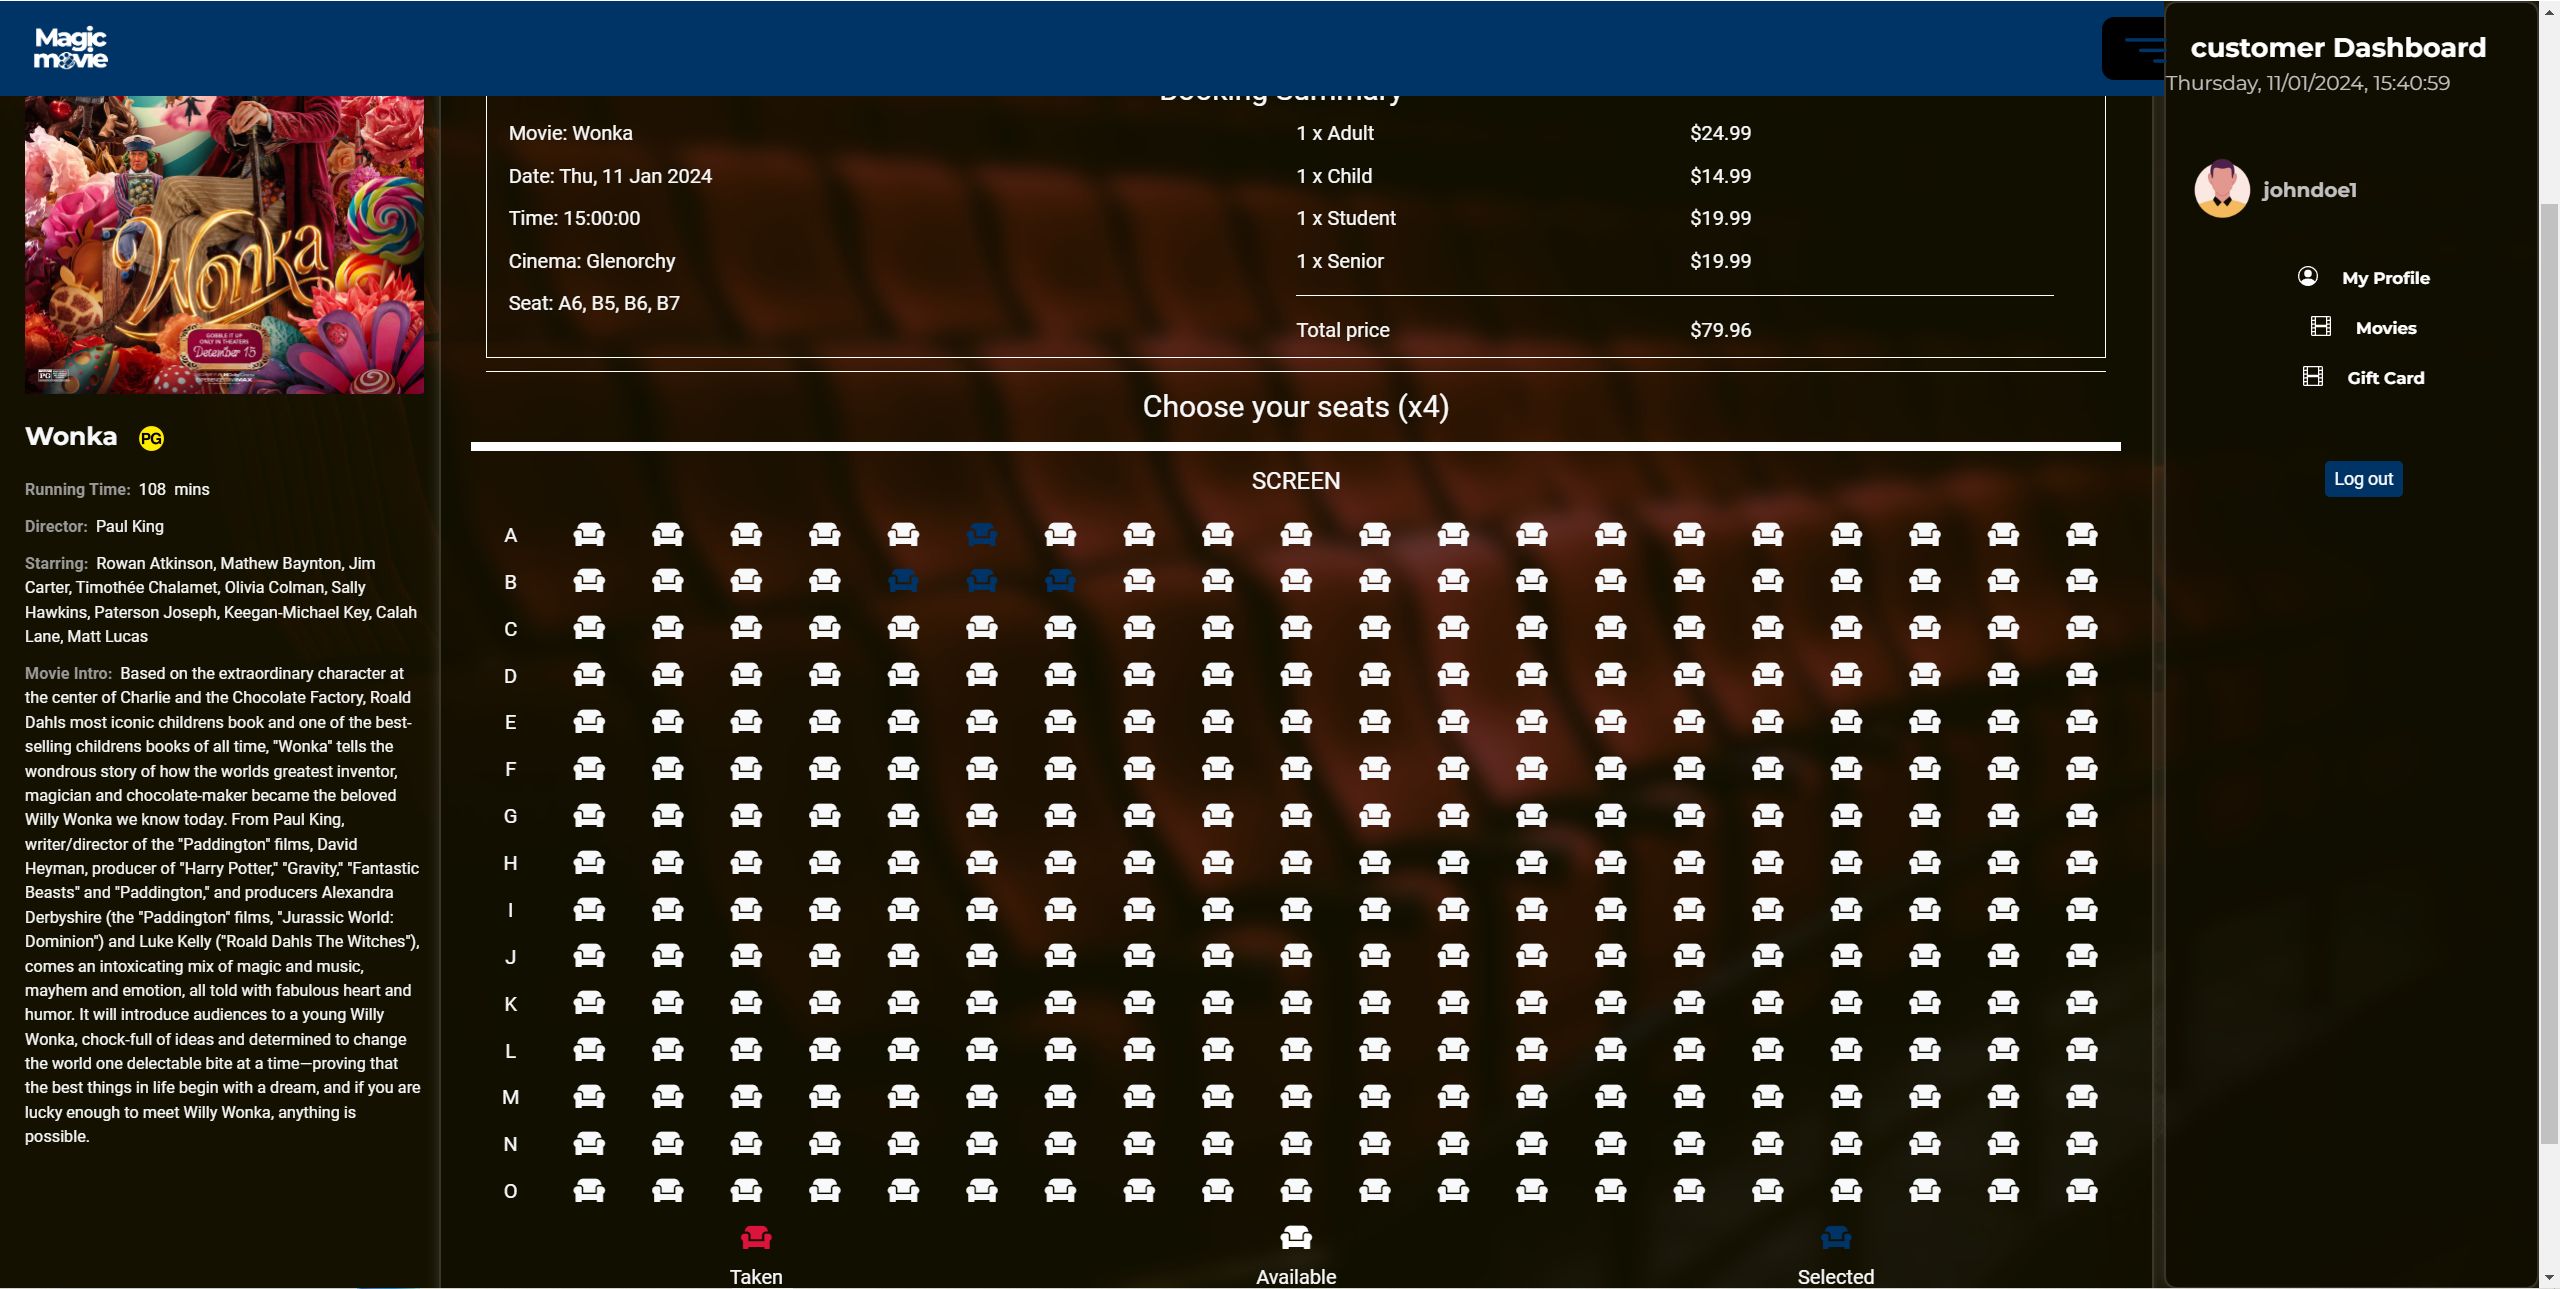 Magic
movie
customer Dashboard
Thursday, 11/01/2024, 15:40:59
johndoe1
My Profile
Movies
Gift Card
Log out
Wonka
GOBBLE IT UP
ONLY IN THEATERS
December 15
PG
Wonka PG
Running Time: 108 mins
Director: Paul King
Starring: Rowan Atkinson, Mathew Baynton, Jim
Carter, Timothée Chalamet, Olivia Colman, Sally
Hawkins, Paterson Joseph, Keegan-Michael Key, Calah
Lane, Matt Lucas
Movie Intro: Based on the extraordinary character at
the center of Charlie and the Chocolate Factory, Roald
Dahls most iconic childrens book and one of the best-
selling childrens books of all time, "Wonka" tells the
wondrous story of how the worlds greatest inventor,
magician and chocolate-maker became the beloved
Willy Wonka we know today. From Paul King,
writer/director of the "Paddington" films, David
Heyman, producer of "Harry Potter," "Gravity," "Fantastic
Beasts" and "Paddington," and producers Alexandra
Derbyshire (the "Paddington" films, "Jurassic World:
Dominion") and Luke Kelly ("Roald Dahls The Witches"),
comes an intoxicating mix of magic and music,
mayhem and emotion, all told with fabulous heart and
humor. It will introduce audiences to a young Willy
Wonka, chock-full of ideas and determined to change
the world one delectable bite at a time—proving that
the best things in life begin with a dream, and if you are
lucky enough to meet Willy Wonka, anything is
possible.
Booking Summary
Movie: Wonka
Date: Thu, 11 Jan 2024
Time: 15:00:00
Cinema: Glenorchy
Seat: A6, B5, B6, B7
1 x Adult $24.99
1 x Child $14.99
1 x Student $19.99
1 x Senior $19.99
Total price $79.96
Choose your seats (x4)
SCREEN
A
B
C
D
E
F
G
H
I
J
K
L
M
N
O
Taken Available Selected